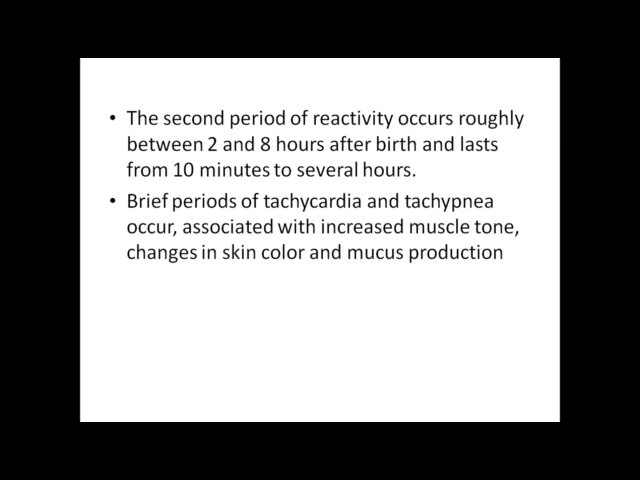 • The second period of reactivity occurs roughly
between 2 and 8 hours after birth and lasts
from 10 minutes to several hours.
• Brief periods of tachycardia and tachypnea
occur, associated with increased muscle tone,
changes in skin color and mucus production